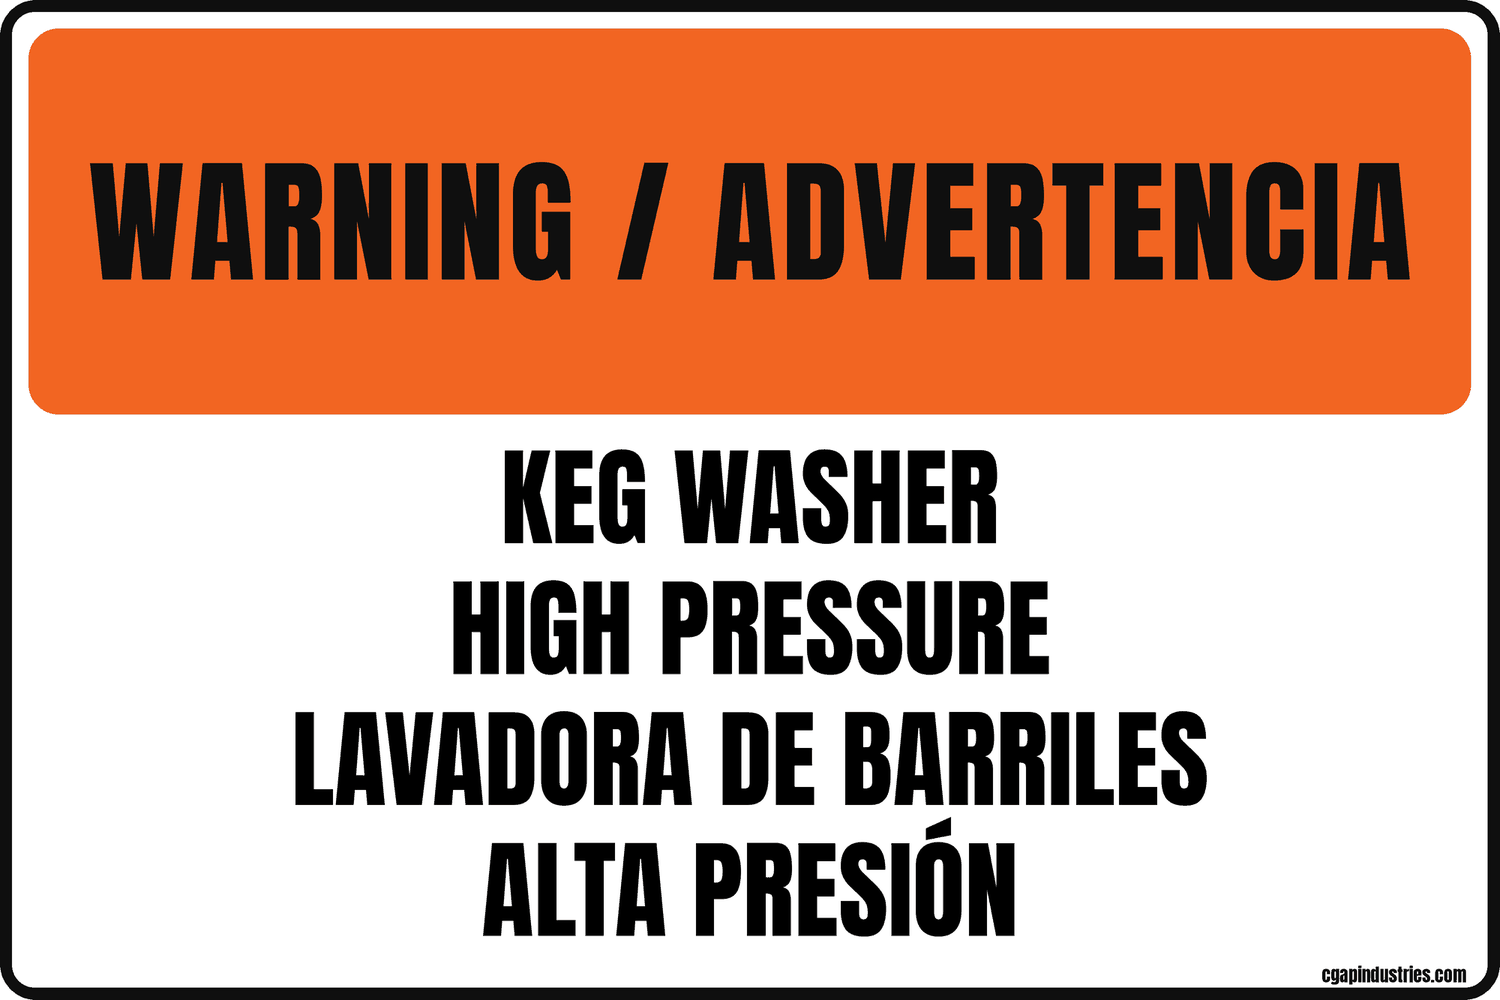 WARNING / ADVERTENCIA
KEG WASHER
HIGH PRESSURE
LAVADORA DE BARRILES
ALTA PRESIÓN
cgapindustries.com